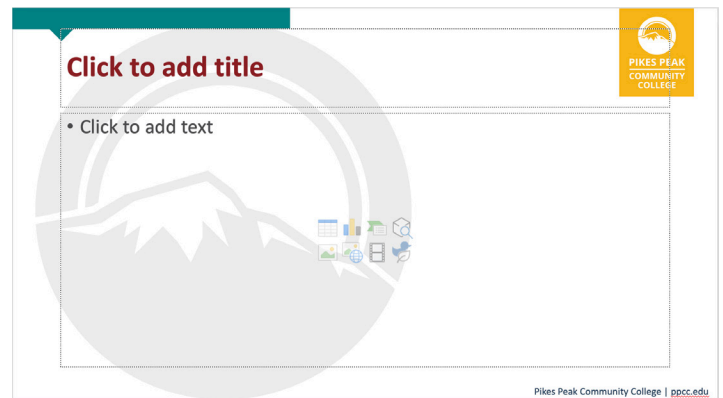 Click to add title
PIKES PEAK
COMMUNITY
COLLEGE
• Click to add text
Pikes Peak Community College | ppcc.edu